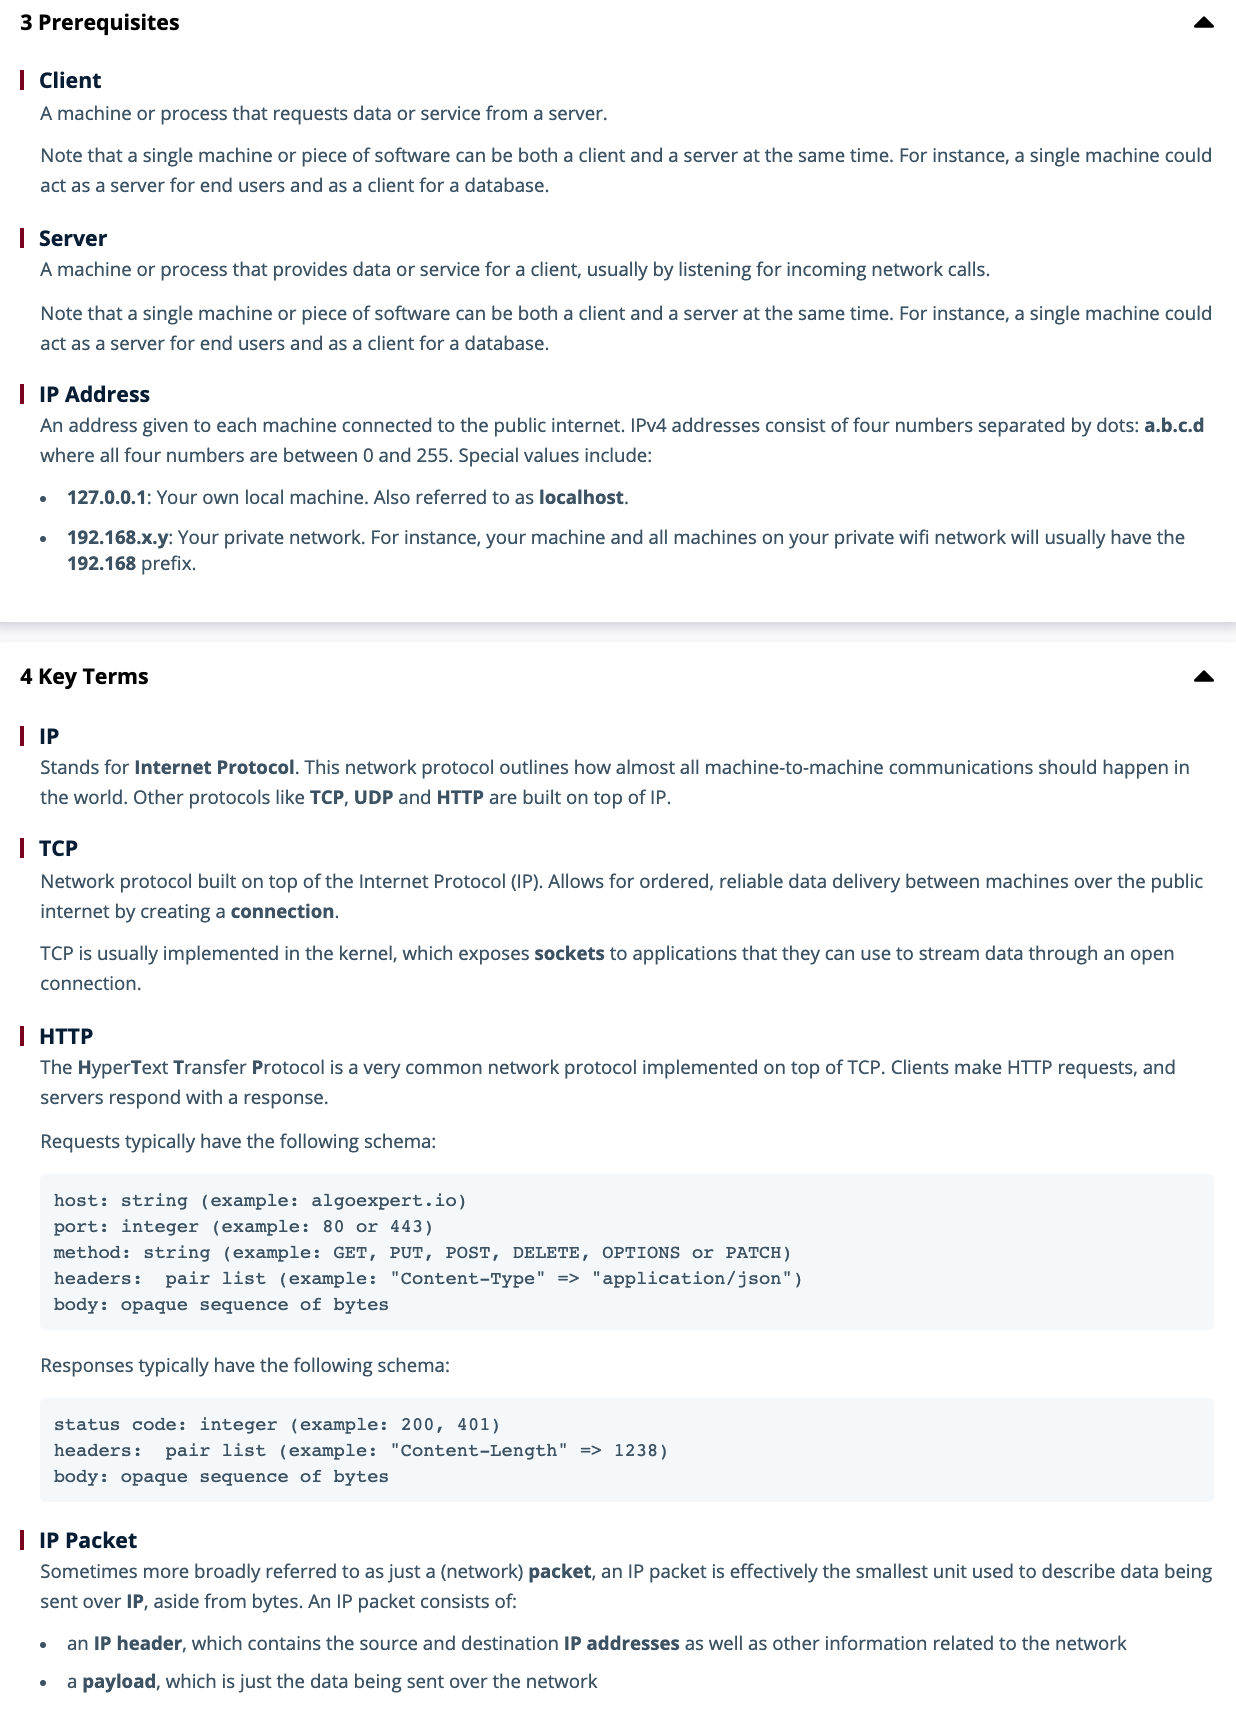 3 Prerequisites
Client
A machine or process that requests data or service from a server.
Note that a single machine or piece of software can be both a client and a server at the same time. For instance, a single machine could
act as a server for end users and as a client for a database.
Server
A machine or process that provides data or service for a client, usually by listening for incoming network calls.
Note that a single machine or piece of software can be both a client and a server at the same time. For instance, a single machine could
act as a server for end users and as a client for a database.
IP Address
An address given to each machine connected to the public internet. IPv4 addresses consist of four numbers separated by dots: a.b.c.d
where all four numbers are between 0 and 255. Special values include:
• 127.0.0.1: Your own local machine. Also referred to as localhost.
• 192.168.x.y: Your private network. For instance, your machine and all machines on your private wifi network will usually have the
192.168 prefix.
4 Key Terms
IP
Stands for Internet Protocol. This network protocol outlines how almost all machine-to-machine communications should happen in
the world. Other protocols like TCP, UDP and HTTP are built on top of IP.
TCP
Network protocol built on top of the Internet Protocol (IP). Allows for ordered, reliable data delivery between machines over the public
internet by creating a connection.
TCP is usually implemented in the kernel, which exposes sockets to applications that they can use to stream data through an open
connection.
HTTP
The HyperText Transfer Protocol is a very common network protocol implemented on top of TCP. Clients make HTTP requests, and
servers respond with a response.
Requests typically have the following schema:
host: string (example: algoexpert.io)
port: integer (example: 80 or 443)
method: string (example: GET, PUT, POST, DELETE, OPTIONS or PATCH)
headers:  pair list (example: "Content-Type" => "application/json")
body: opaque sequence of bytes
Responses typically have the following schema:
status code: integer (example: 200, 401)
headers:  pair list (example: "Content-Length" => 1238)
body: opaque sequence of bytes
IP Packet
Sometimes more broadly referred to as just a (network) packet, an IP packet is effectively the smallest unit used to describe data being
sent over IP, aside from bytes. An IP packet consists of:
• an IP header, which contains the source and destination IP addresses as well as other information related to the network
• a payload, which is just the data being sent over the network